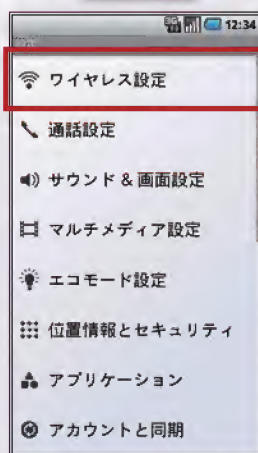 12:34
ワイヤレス設定
通話設定
サウンド & 画面設定
マルチメディア設定
エコモード設定
位置情報とセキュリティ
アプリケーション
アカウントと同期